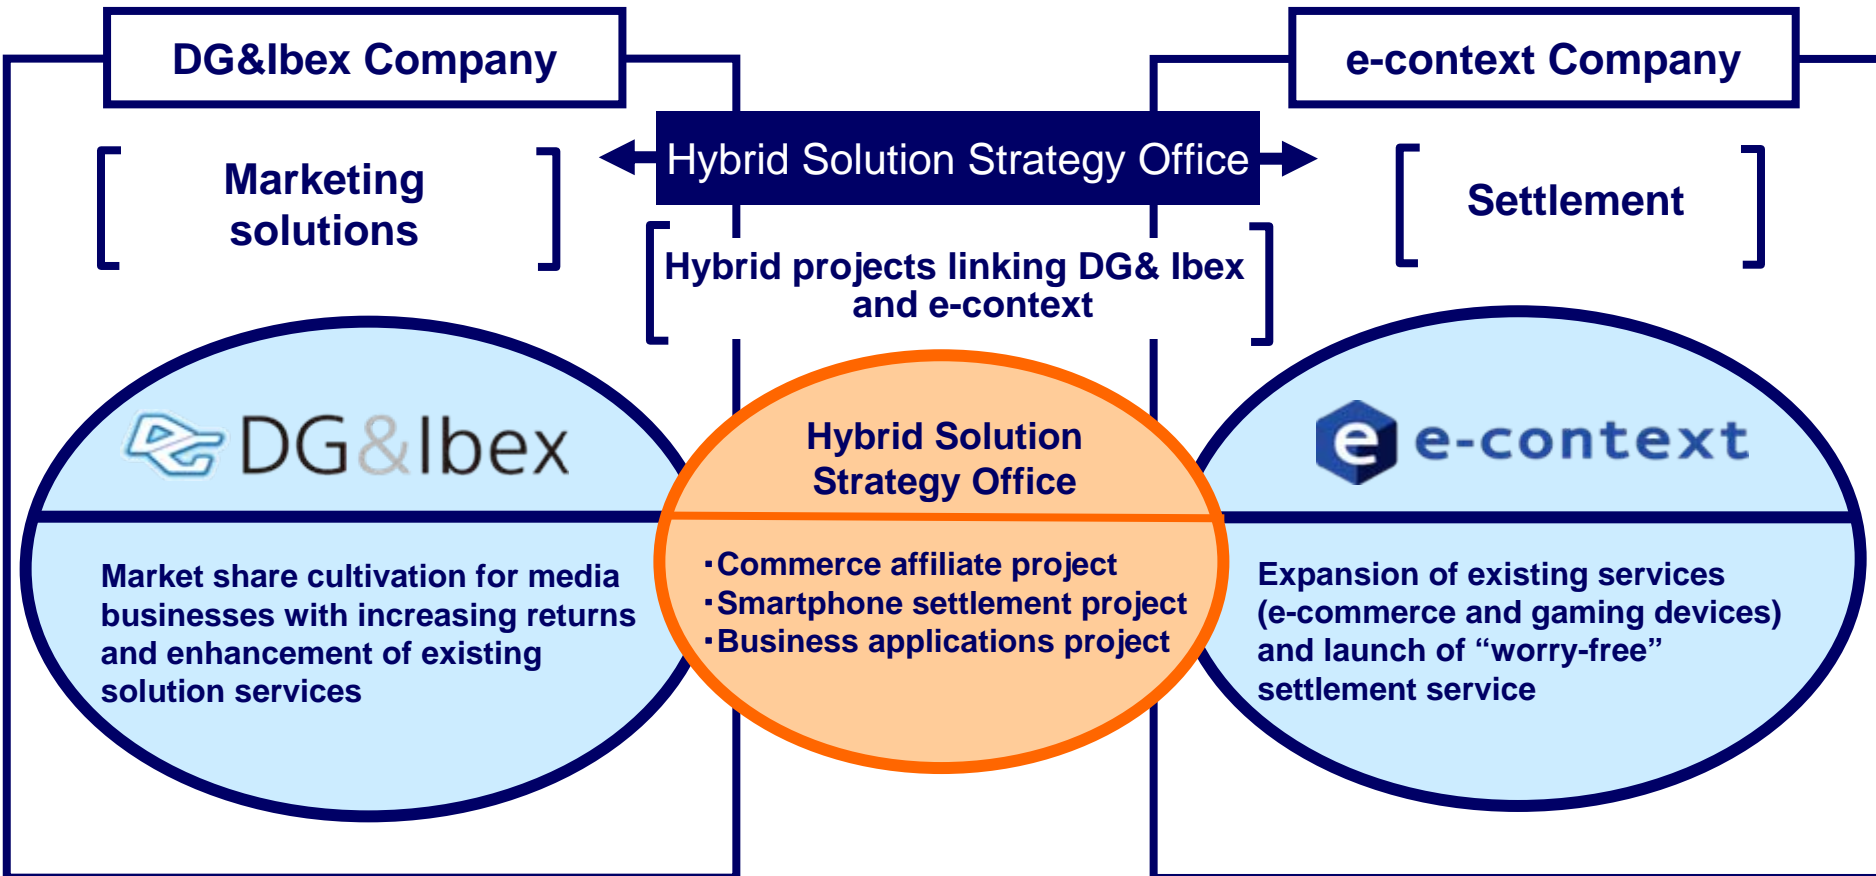 DG&Ibex Company
e-context Company
Hybrid Solution Strategy Office
Marketing
solutions
Settlement
Hybrid projects linking DG& Ibex
and e-context
DG&Ibex
Hybrid Solution
Strategy Office
e e-context
Market share cultivation for media
businesses with increasing returns
and enhancement of existing
solution services
・Commerce affiliate project
・Smartphone settlement project
・Business applications project
Expansion of existing services
(e-commerce and gaming devices)
and launch of “worry-free”
settlement service